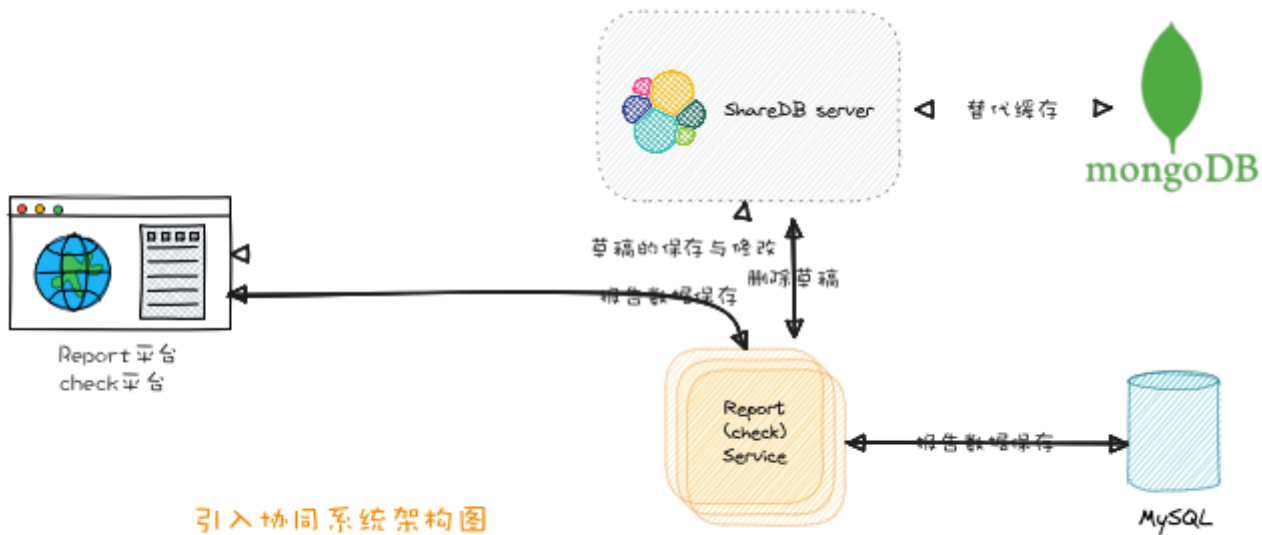 ShareDB server
替代缓存
mongoDB
草稿的保存与修改
删除草稿
报告数据保存
Report平台
check平台
Report
(check)
Service
报告数据保存
MySQL
引入协同系统架构图